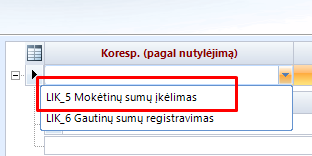 Koresp. (pagal nutylėjimą)
LIK_5 Mokėtinų sumų įkėlimas
LIK_6 Gautinų sumų registravimas